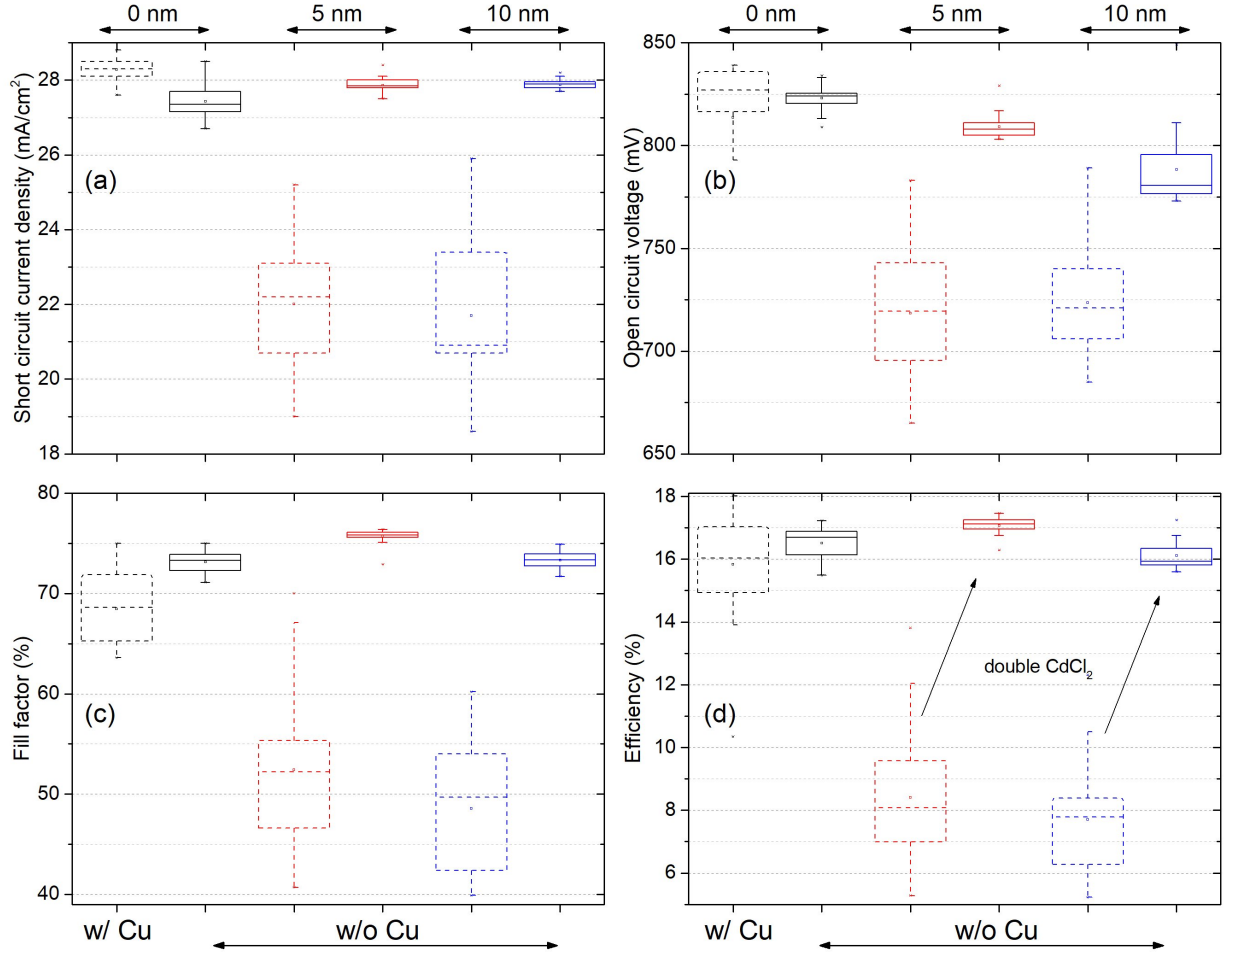 0 nm 5 nm 10 nm
0 nm 5 nm 10 nm
Short circuit current density (mA/cm²)
28
26
24
22
20
18
(a)
Open circuit voltage (mV)
850
800
750
700
650
(b)
Fill factor (%)
80
70
60
50
40
(c)
Efficiency (%)
18
16
14
12
10
8
6
(d)
double CdCl₂
w/ Cu w/o Cu
w/ Cu w/o Cu